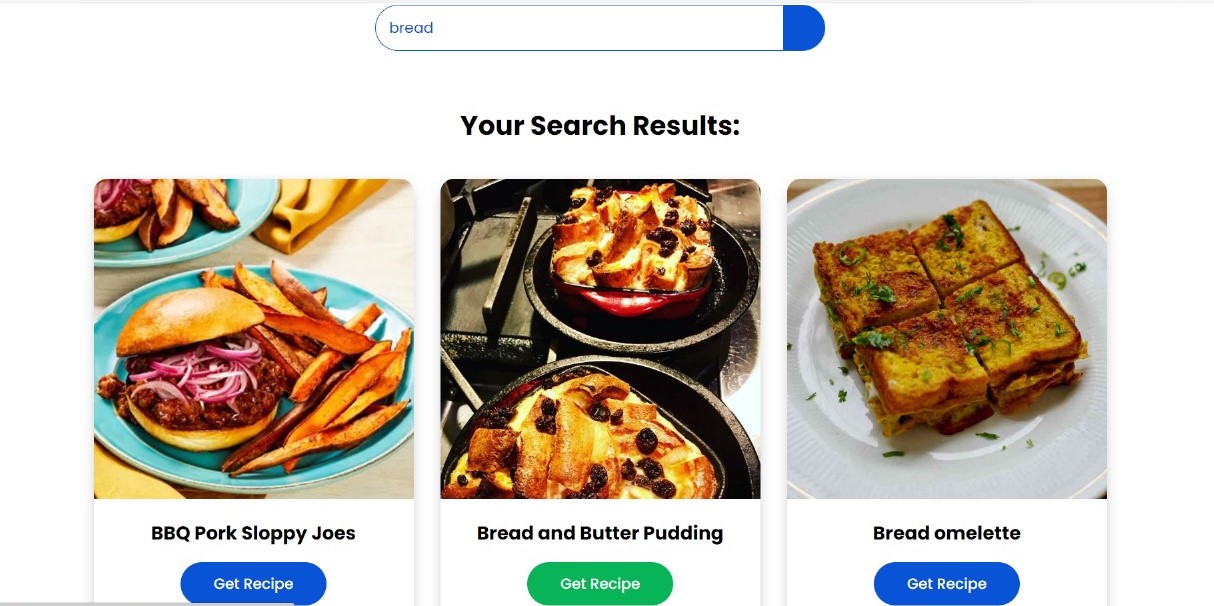 bread
Your Search Results:
BBQ Pork Sloppy Joes
Bread and Butter Pudding
Bread omelette
Get Recipe
Get Recipe
Get Recipe